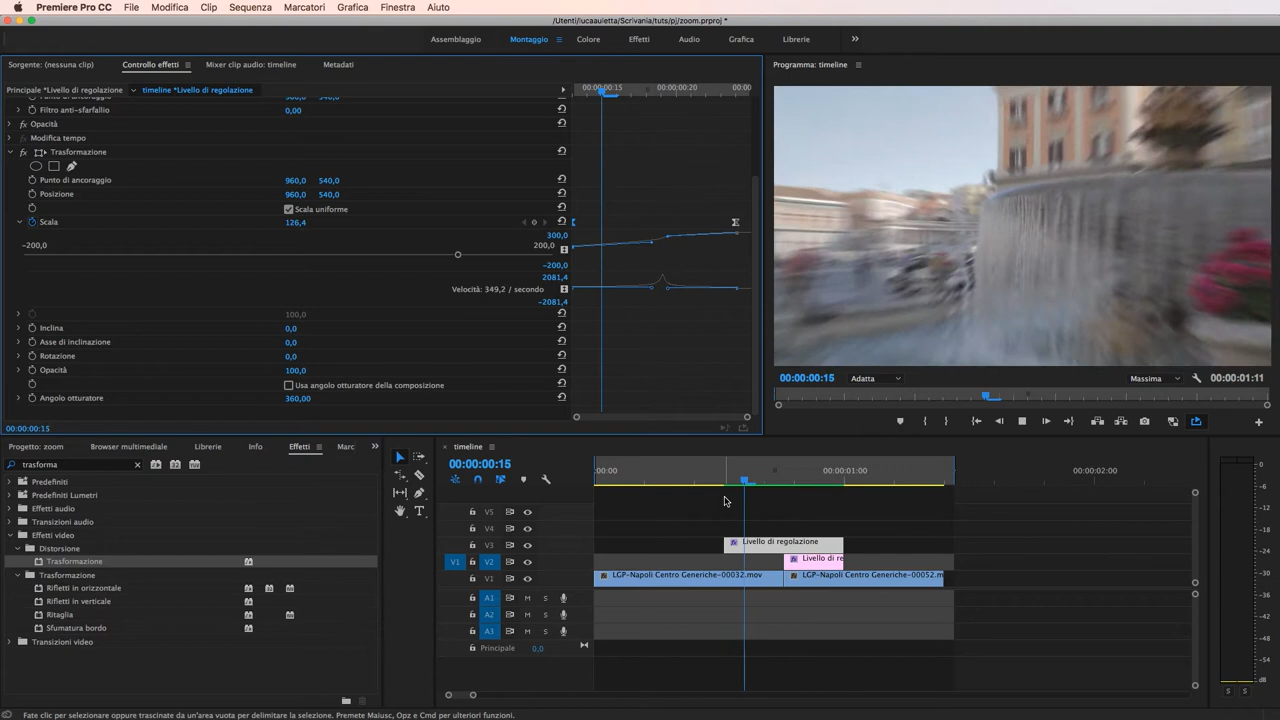 Premiere Pro CC File Modifica Clip Sequenza Marcatori Grafica Finestra Aiuto
/Utenti/lucaauletta/Scrivania/tuts/pj/zoom.prproj *
Assemblaggio Montaggio Colore Effetti Audio Grafica Librerie
Sorgente: (nessuna clip) Controllo effetti Mixer clip audio: timeline Metadati
Programma: timeline
Principale *Livello di regolazione timeline *Livello di regolazione
00:00:00:15 00:00:00:20 00:00
Filtro anti-sfarfallio 0,00
Opacità
Modifica tempo
Trasformazione
Punto di ancoraggio 960,0 540,0
Posizione 960,0 540,0
Scala uniforme
Scala 126,4
300,0
-200,0 200,0
-200,0
2081,4
Velocità: 349,2 / secondo
-2081,4
100,0
Inclina 0,0
Asse di inclinazione 0,0
Rotazione 0,0
Opacità 100,0
Usa angolo otturatore della composizione
Angolo otturatore 360,00
00:00:00:15
00:00:00:15 Adatta Massima 00:00:01:11
Progetto: zoom Browser multimediale Librerie Info Effetti Marc
trasforma
Predefiniti
Predefiniti Lumetri
Effetti audio
Transizioni audio
Effetti video
Distorsione
Trasformazione
Trasformazione
Rifletti in orizzontale
Rifletti in verticale
Ritaglia
Sfumatura bordo
Transizioni video
timeline
00:00:00:15
:00:00 00:00:01:00 00:00:02:00
V5
V4
V3 Livello di regolazione
V1 V2 Livello di re
V1 LGP-Napoli Centro Generiche-00032.mov LGP-Napoli Centro Generiche-00052.m
A1 M S
A2 M S
A3 M S
Principale 0,0
0
-6
-12
-18
-24
-30
-36
-42
-48
-54
dB
S S
Fate clic per selezionare oppure trascinate da un'area vuota per delimitare la selezione. Premete Maiusc, Opz e Cmd per ulteriori funzioni.